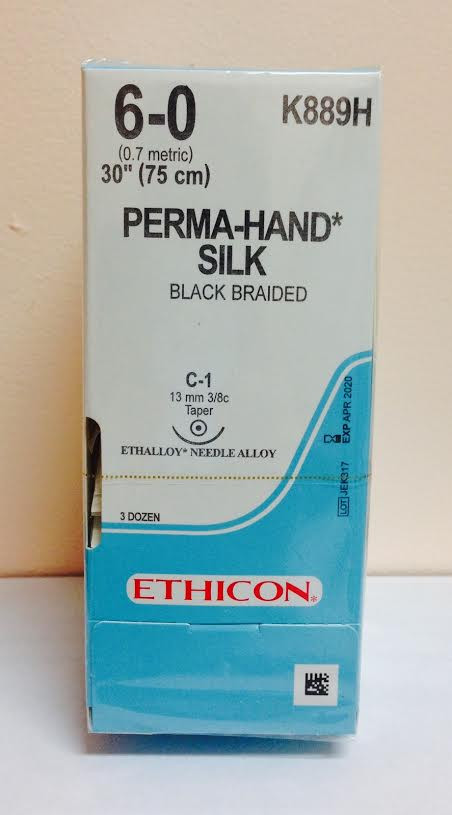 6-0
K889H
(0.7 metric)
30" (75 cm)
PERMA-HAND*
SILK
BLACK BRAIDED
C-1
13 mm 3/8c
Taper
ETHALLOY* NEEDLE ALLOY
EXP APR 2020
LOT JEK317
3 DOZEN
ETHICON*